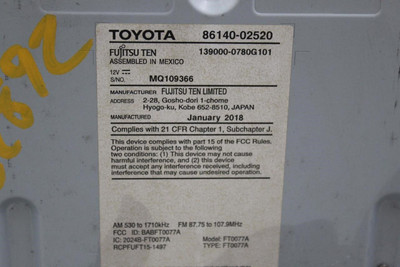 TOYOTA 86140-02520
FUJITSU TEN 139000-0780G101
ASSEMBLED IN MEXICO
12V
S/NO. MQ109366
MANUFACTURER FUJITSU TEN LIMITED
ADDRESS 2-28, Gosho-dori 1-chome
Hyogo-ku, Kobe 652-8510, JAPAN
MANUFACTURED January 2018
Complies with 21 CFR Chapter 1, Subchapter J.
This device complies with part 15 of the FCC Rules.
Operation is subject to the following two
conditions: (1) This device may not cause
harmful interference, and (2) this device must
accept any interference received, including
interference that may cause undesired
operation.
AM 530 to 1710kHz FM 87.75 to 107.9MHz
FCC ID: BABFT0077A
IC: 2024B-FT0077A MODEL: FT0077A
RCPFUFT15-1497 TYPE: FT0077A